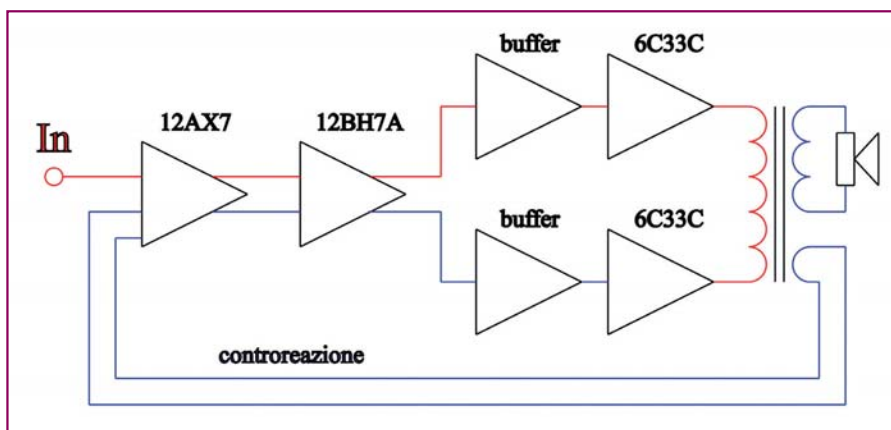 buffer
6C33C
12AX7
12BH7A
In
buffer
6C33C
controreazione